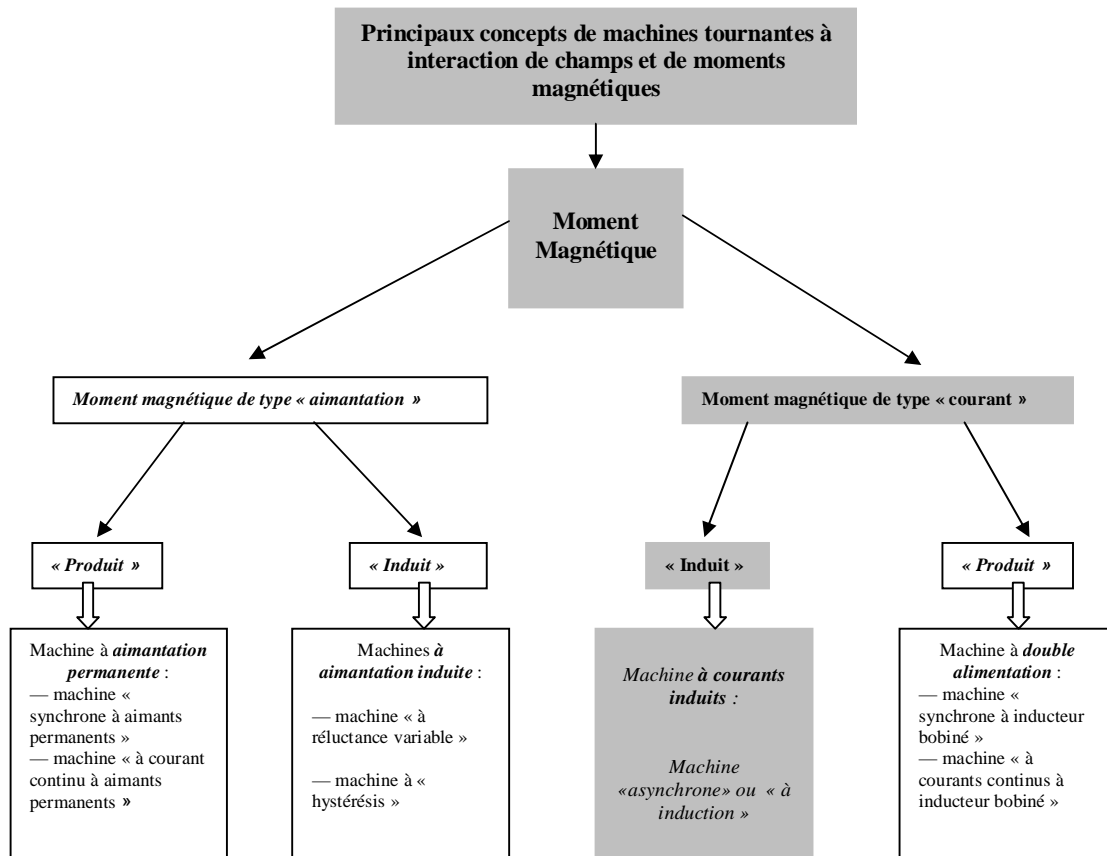 Principaux concepts de machines tournantes à
interaction de champs et de moments
magnétiques
Moment
Magnétique
Moment magnétique de type « aimantation »
Moment magnétique de type « courant »
« Produit »
« Induit »
« Induit »
« Produit »
Machine à aimantation
permanente :
— machine «
synchrone à aimants
permanents »
— machine « à courant
continu à aimants
permanents »
Machines à
aimantation induite :
— machine « à
réluctance variable »
— machine à «
hystérésis »
Machine à courants
induits :
Machine
«asynchrone» ou « à
induction »
Machine à double
alimentation :
— machine «
synchrone à inducteur
bobiné »
— machine « à
courants continus à
inducteur bobiné »